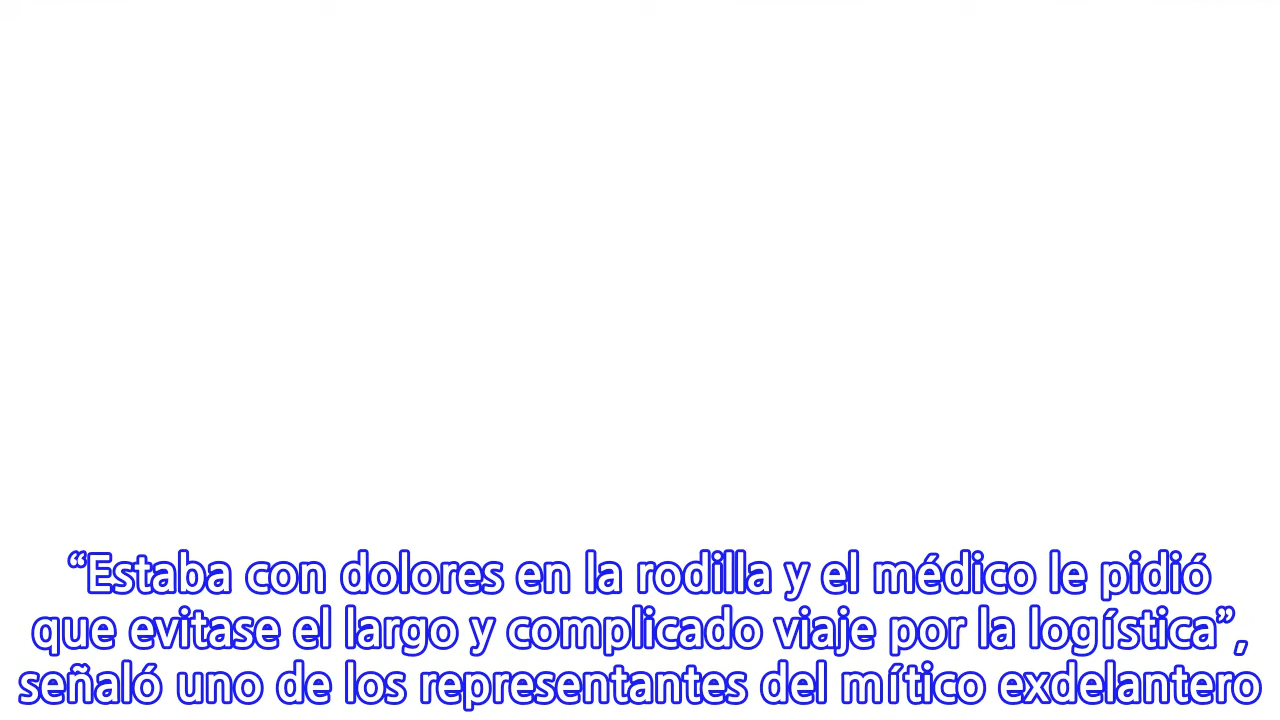 “Estaba con dolores en la rodilla y el médico le pidió
que evitase el largo y complicado viaje por la logística”,
señaló uno de los representantes del mítico exdelantero